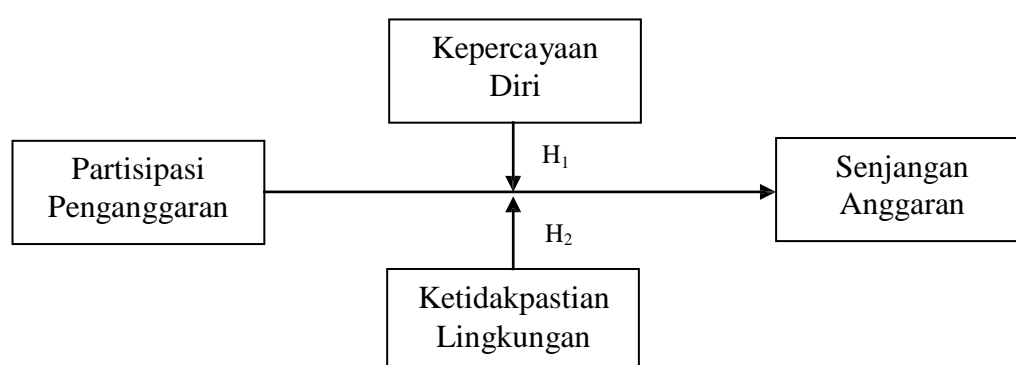 Kepercayaan
Diri
H₁
Partisipasi
Penganggaran
Senjangan
Anggaran
H₂
Ketidakpastian
Lingkungan